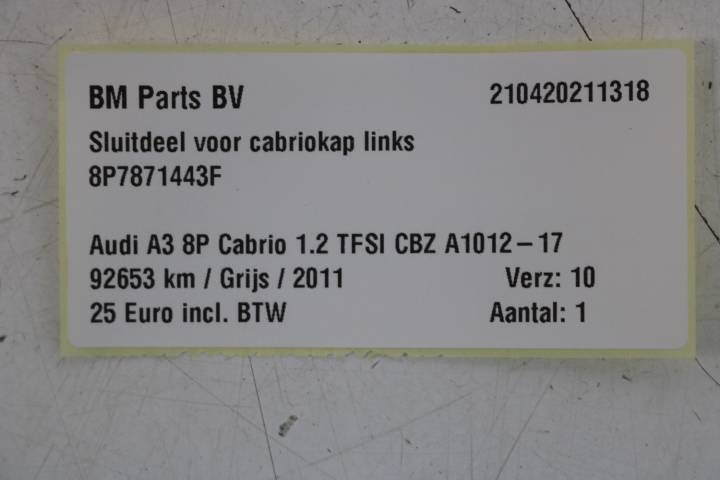 BM Parts BV 210420211318
Sluitdeel voor cabriokap links
8P7871443F
Audi A3 8P Cabrio 1.2 TFSI CBZ A1012 – 17
92653 km / Grijs / 2011 Verz: 10
25 Euro incl. BTW Aantal: 1